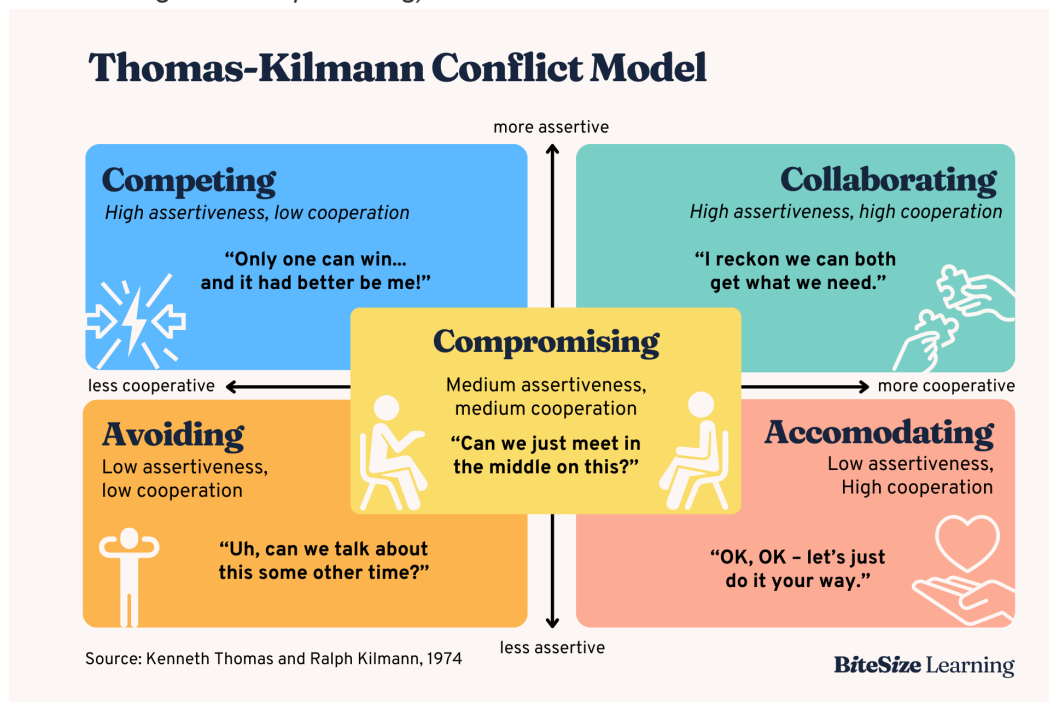 Thomas-Kilmann Conflict Model
more assertive
Competing
High assertiveness, low cooperation
“Only one can win...
and it had better be me!”
Collaborating
High assertiveness, high cooperation
“I reckon we can both
get what we need.”
Compromising
Medium assertiveness,
medium cooperation
“Can we just meet in
the middle on this?”
less cooperative
more cooperative
Avoiding
Low assertiveness,
low cooperation
“Uh, can we talk about
this some other time?”
Accomodating
Low assertiveness,
High cooperation
“OK, OK – let’s just
do it your way.”
less assertive
Source: Kenneth Thomas and Ralph Kilmann, 1974
BiteSize Learning